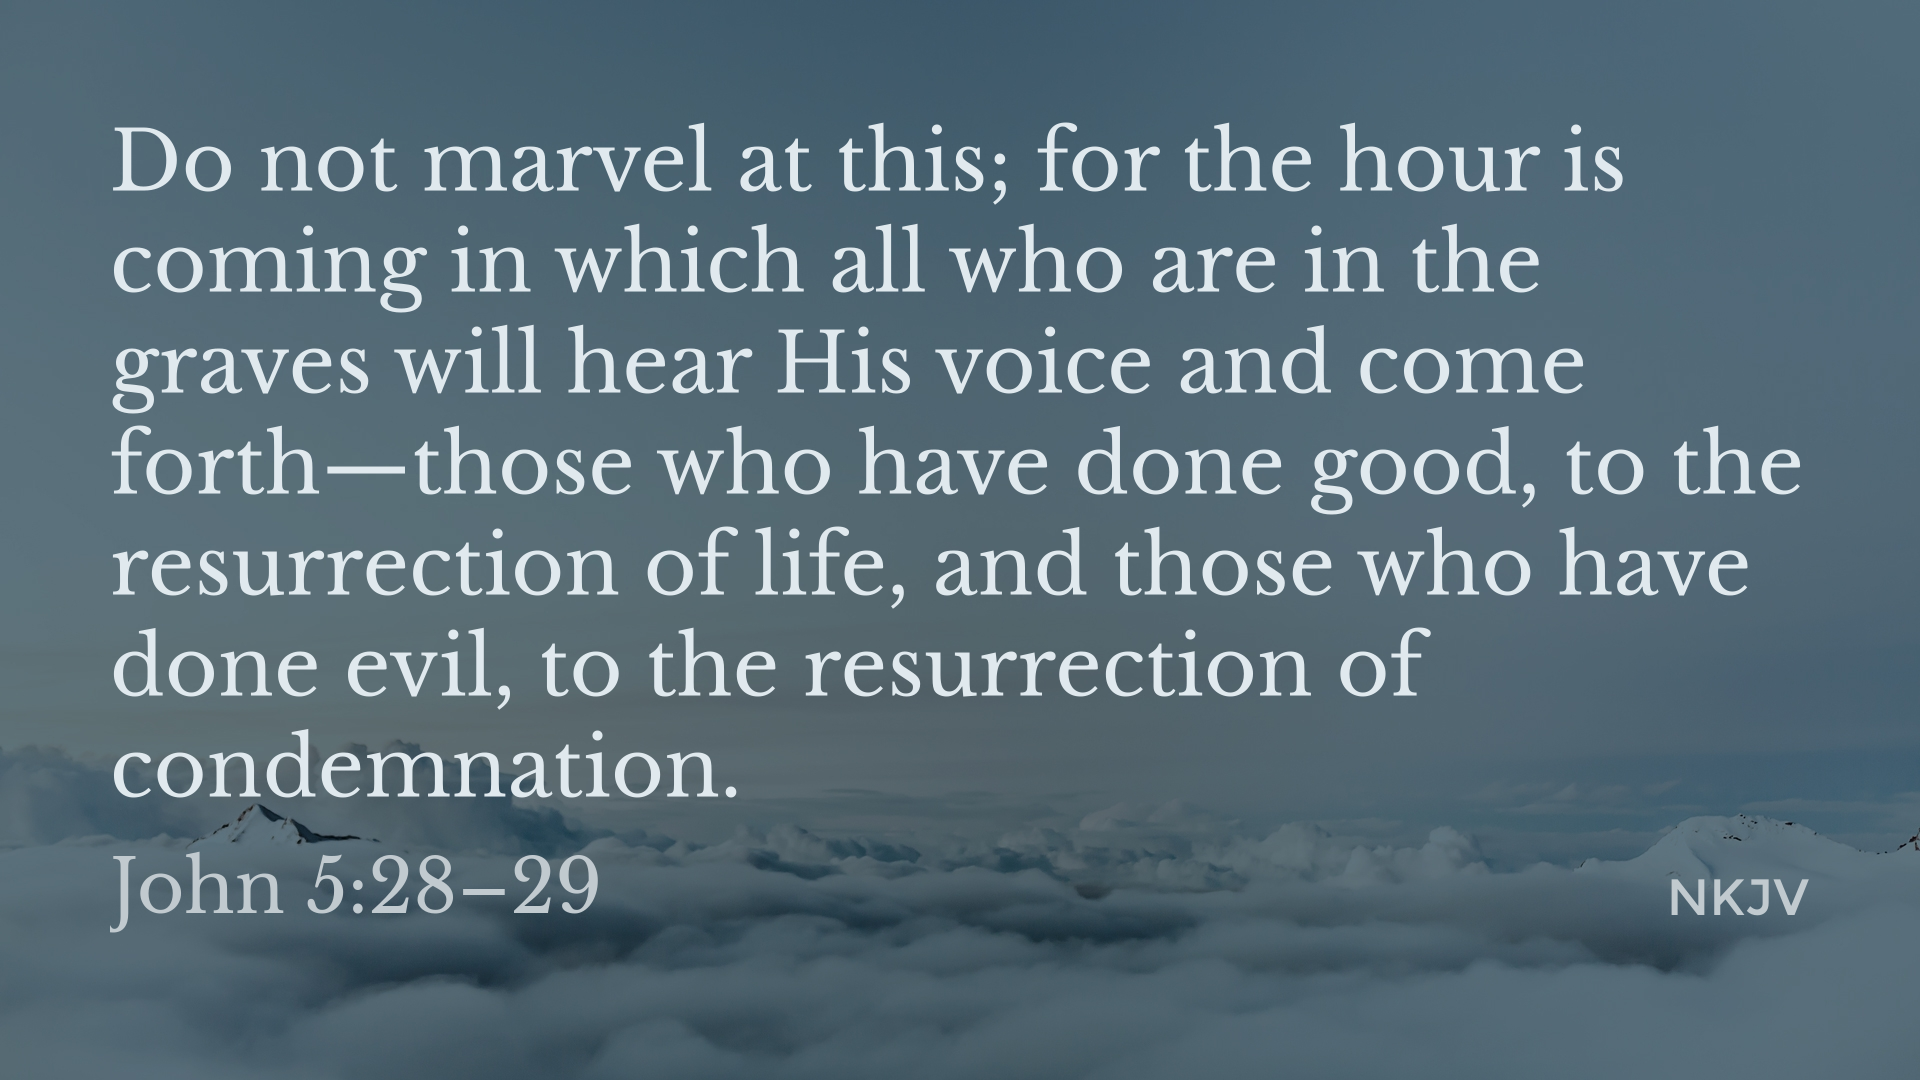 Do not marvel at this; for the hour is
coming in which all who are in the
graves will hear His voice and come
forth—those who have done good, to the
resurrection of life, and those who have
done evil, to the resurrection of
condemnation.
John 5:28–29
NKJV